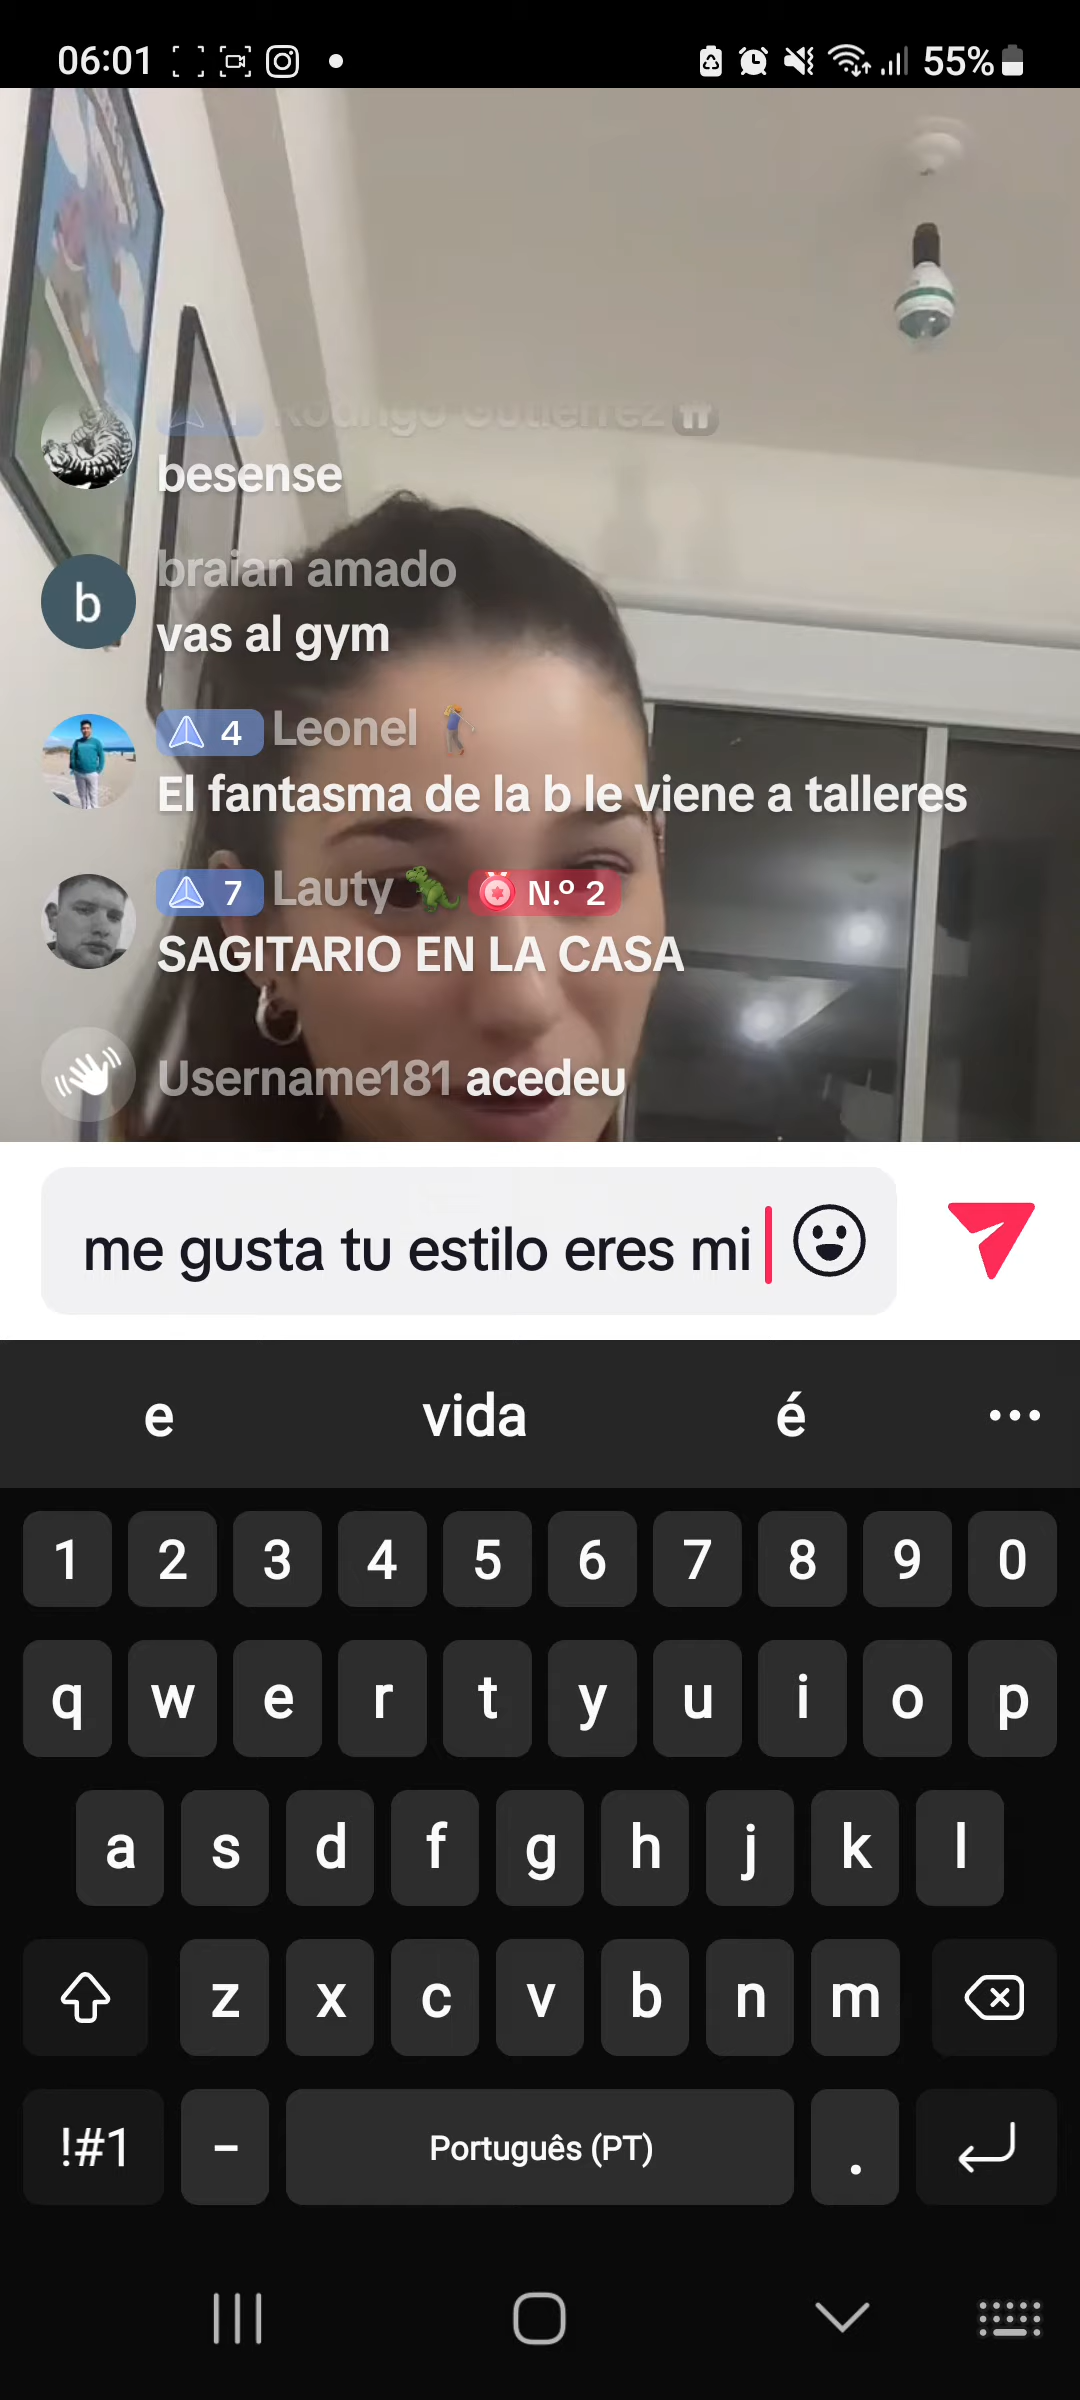 06:01 55%
Rodrigo Gutierrez
besense
b
braian amado
vas al gym
4 Leonel
El fantasma de la b le viene a talleres
7 Lauty N.º 2
SAGITARIO EN LA CASA
Username181 acedeu
me gusta tu estilo eres mi
e vida é
1 2 3 4 5 6 7 8 9 0
q w e r t y u i o p
a s d f g h j k l
z x c v b n m
!#1 - Português (PT) .